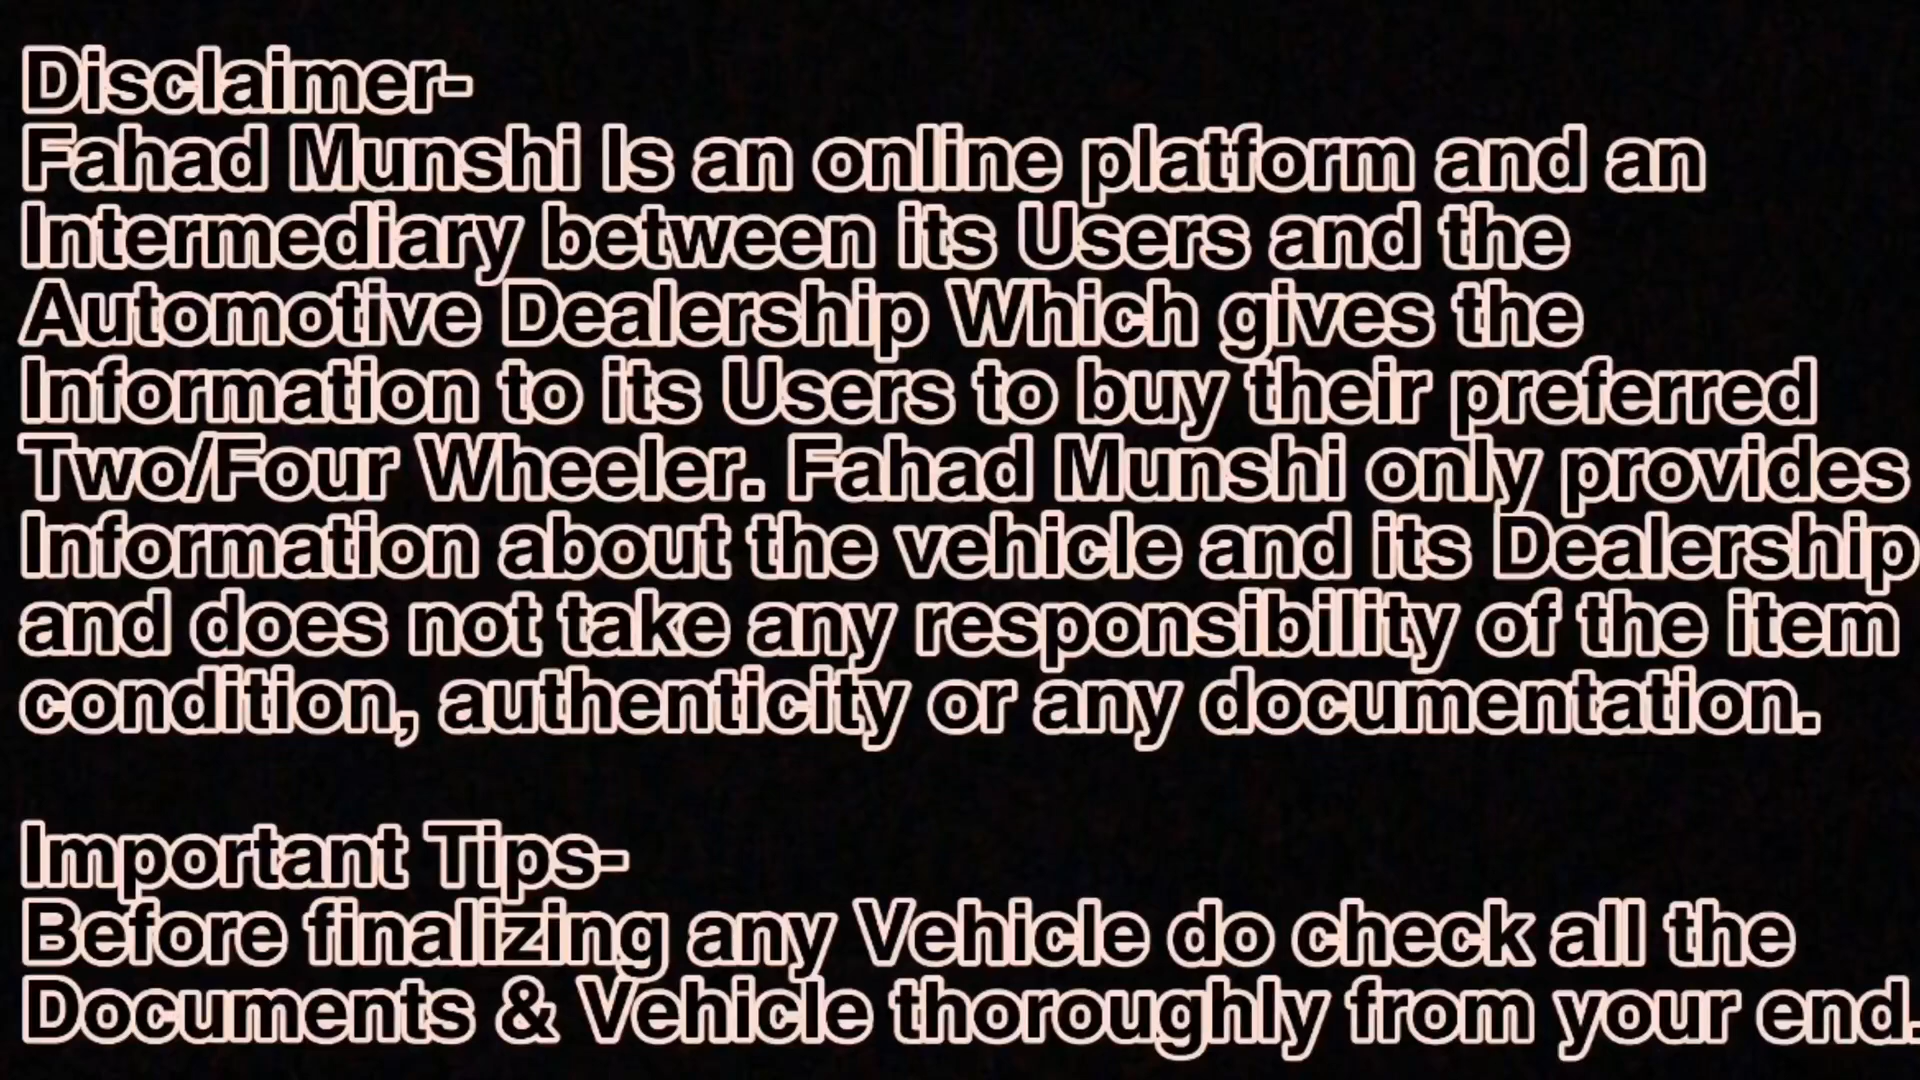 Disclaimer-
Fahad Munshi Is an online platform and an
Intermediary between its Users and the
Automotive Dealership Which gives the
Information to its Users to buy their preferred
Two/Four Wheeler. Fahad Munshi only provides
Information about the vehicle and its Dealership
and does not take any responsibility of the item
condition, authenticity or any documentation.
Important Tips-
Before finalizing any Vehicle do check all the
Documents & Vehicle thoroughly from your end.